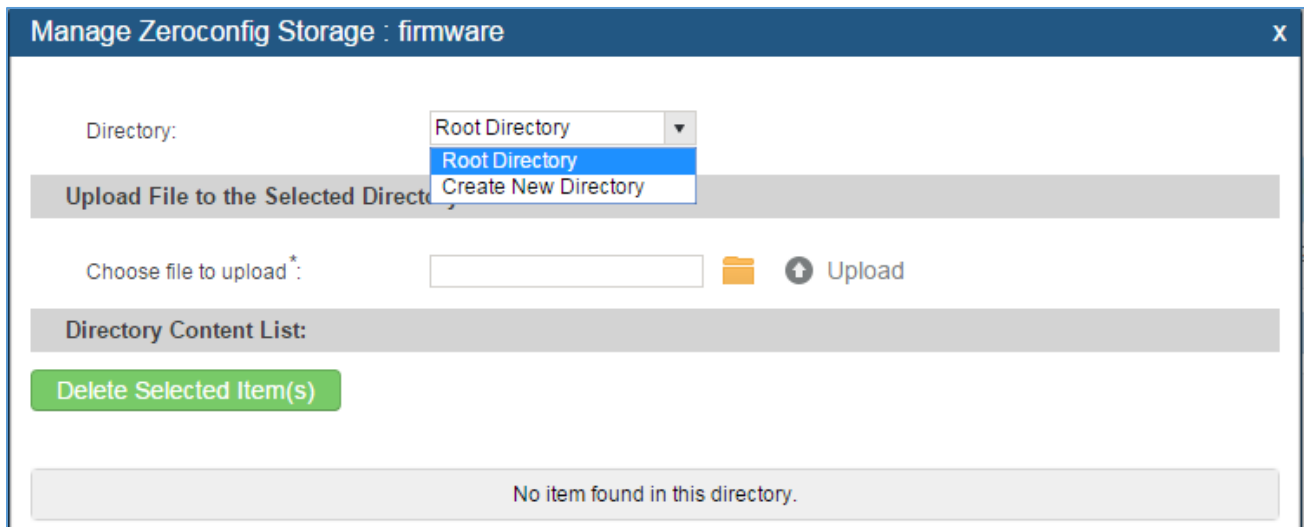 Manage Zeroconfig Storage : firmware x
Directory: Root Directory
Root Directory
Create New Directory
Upload File to the Selected Directory
Choose file to upload*: Upload
Directory Content List:
Delete Selected Item(s)
No item found in this directory.